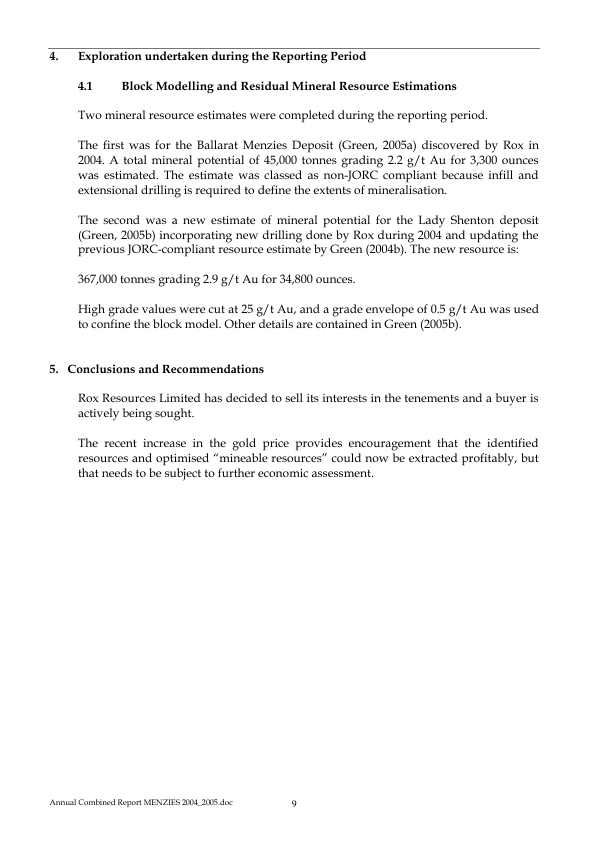 4. Exploration undertaken during the Reporting Period
4.1 Block Modelling and Residual Mineral Resource Estimations
Two mineral resource estimates were completed during the reporting period.
The first was for the Ballarat Menzies Deposit (Green, 2005a) discovered by Rox in
2004. A total mineral potential of 45,000 tonnes grading 2.2 g/t Au for 3,300 ounces
was estimated. The estimate was classed as non-JORC compliant because infill and
extensional drilling is required to define the extents of mineralisation.
The second was a new estimate of mineral potential for the Lady Shenton deposit
(Green, 2005b) incorporating new drilling done by Rox during 2004 and updating the
previous JORC-compliant resource estimate by Green (2004b). The new resource is:
367,000 tonnes grading 2.9 g/t Au for 34,800 ounces.
High grade values were cut at 25 g/t Au, and a grade envelope of 0.5 g/t Au was used
to confine the block model. Other details are contained in Green (2005b).
5. Conclusions and Recommendations
Rox Resources Limited has decided to sell its interests in the tenements and a buyer is
actively being sought.
The recent increase in the gold price provides encouragement that the identified
resources and optimised “mineable resources” could now be extracted profitably, but
that needs to be subject to further economic assessment.
Annual Combined Report MENZIES 2004_2005.doc 9